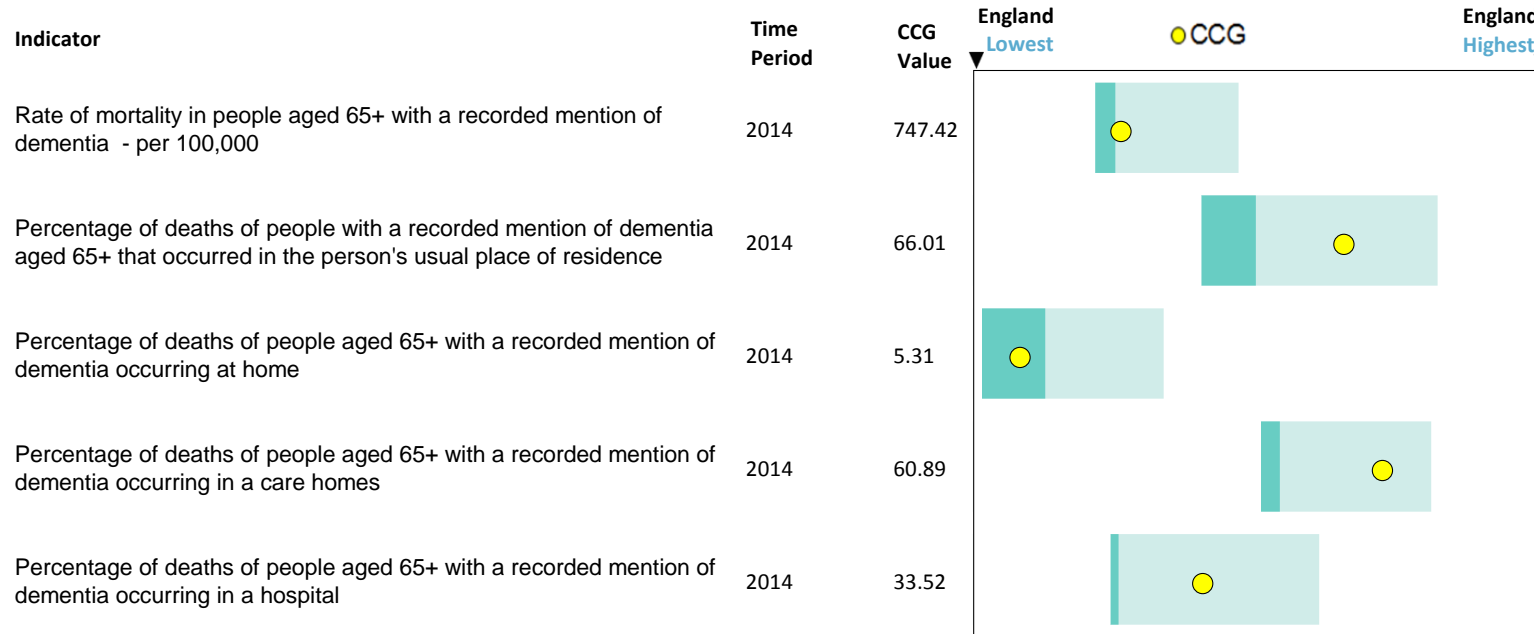 Indicator
Time
Period
CCG
Value
England
Lowest
CCG
England
Highest
Rate of mortality in people aged 65+ with a recorded mention of
dementia - per 100,000
2014
747.42
Percentage of deaths of people with a recorded mention of dementia
aged 65+ that occurred in the person's usual place of residence
2014
66.01
Percentage of deaths of people aged 65+ with a recorded mention of
dementia occurring at home
2014
5.31
Percentage of deaths of people aged 65+ with a recorded mention of
dementia occurring in a care homes
2014
60.89
Percentage of deaths of people aged 65+ with a recorded mention of
dementia occurring in a hospital
2014
33.52